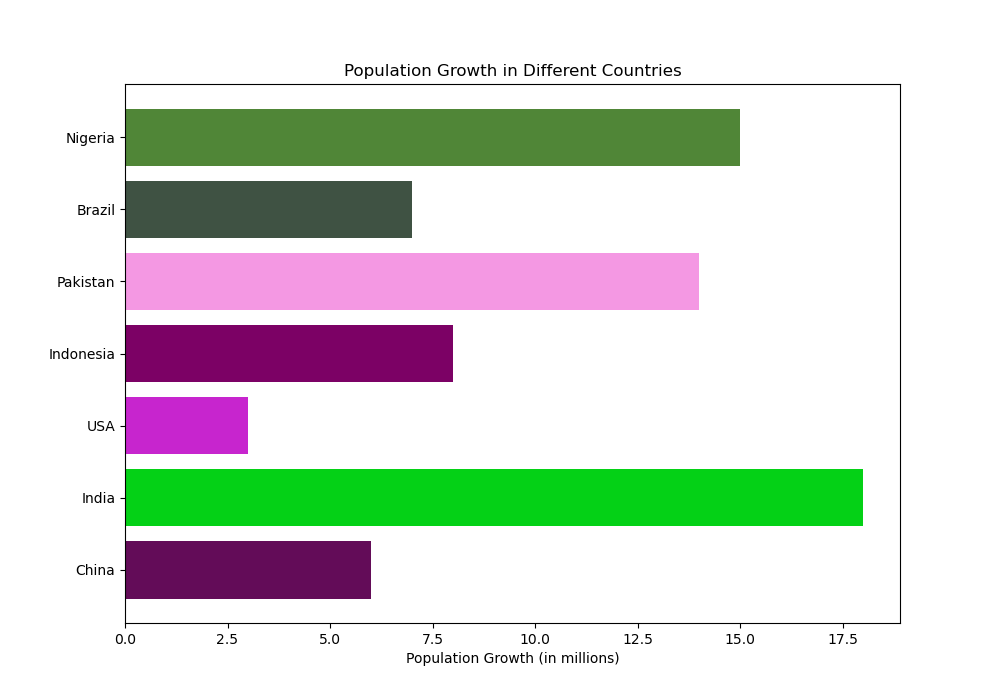 Population Growth in Different Countries
Nigeria
Brazil
Pakistan
Indonesia
USA
India
China
0.0 2.5 5.0 7.5 10.0 12.5 15.0 17.5
Population Growth (in millions)